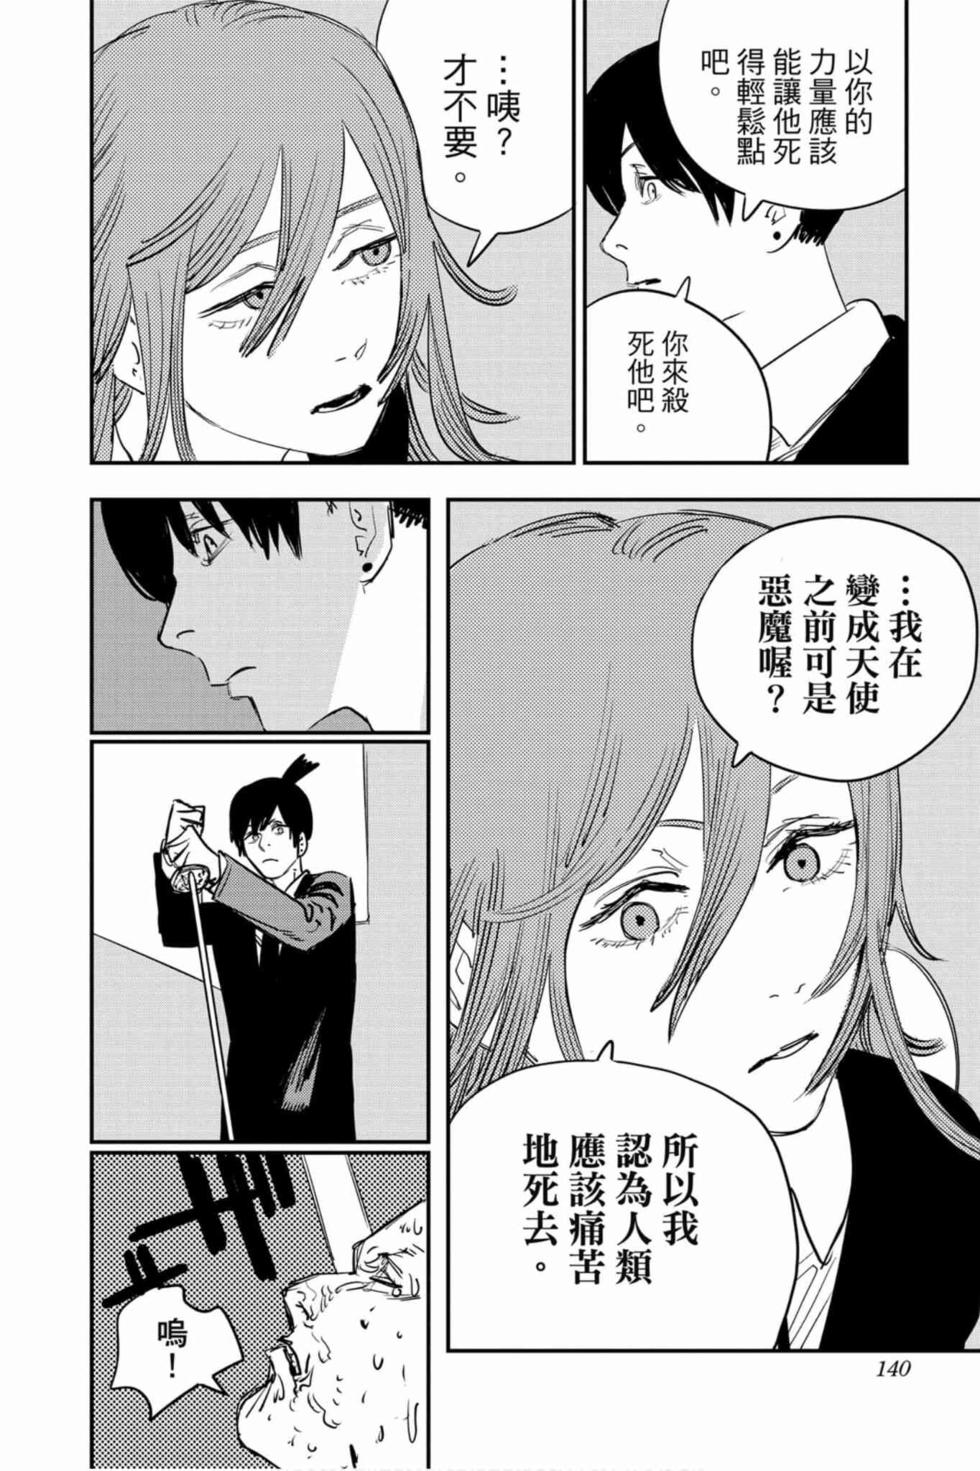 以你的
力量應該
能讓他死
得輕鬆點
吧。
你來殺
死他吧。
…咦？
才不要。
…我在
變成天使
之前可是
惡魔喔？
所以我
認為人類
應該痛苦
地死去。
嗚！
140